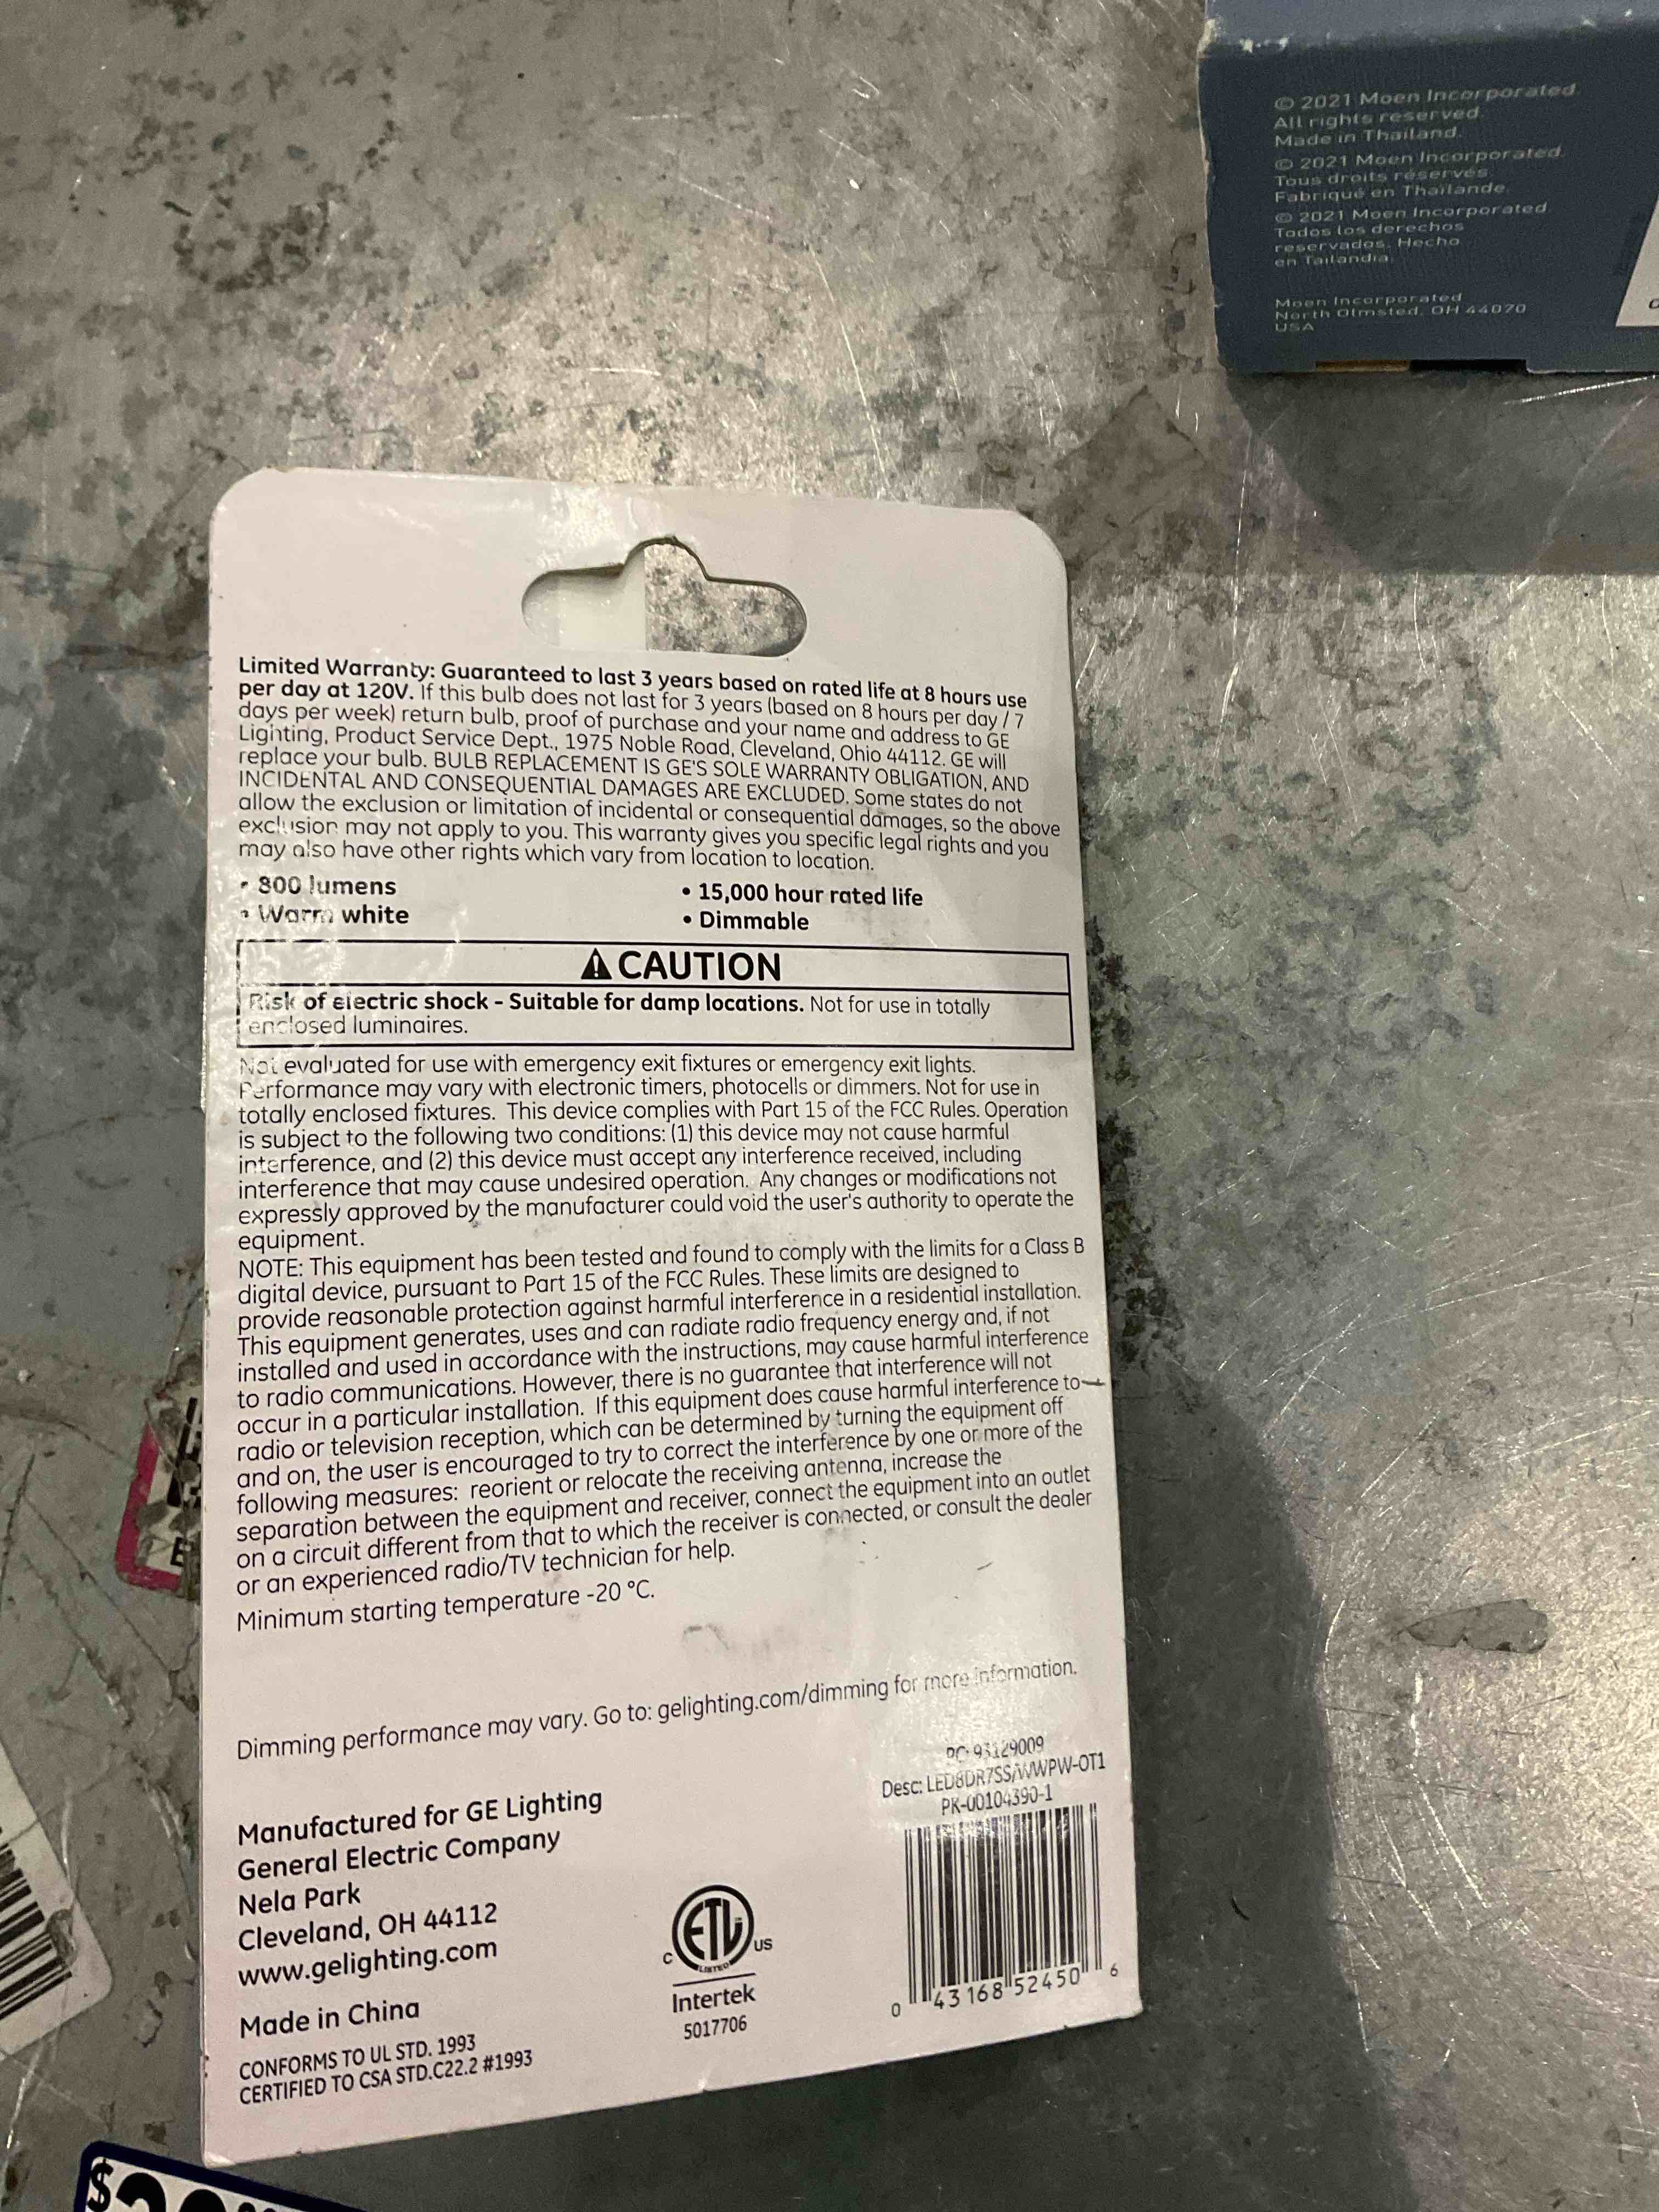 © 2021 Moen Incorporated.
All rights reserved.
Made in Thailand.
© 2021 Moen Incorporated.
Tous droits réservés
Fabriqué en Thaïlande.
© 2021 Moen Incorporated.
Todos los derechos
reservados. Hecho
en Tailandia.
Moen Incorporated
North Olmsted, OH 44070
USA
Limited Warranty: Guaranteed to last 3 years based on rated life at 8 hours use
per day at 120V. If this bulb does not last for 3 years (based on 8 hours per day / 7
days per week) return bulb, proof of purchase and your name and address to GE
Lighting, Product Service Dept., 1975 Noble Road, Cleveland, Ohio 44112. GE will
replace your bulb. BULB REPLACEMENT IS GE'S SOLE WARRANTY OBLIGATION, AND
INCIDENTAL AND CONSEQUENTIAL DAMAGES ARE EXCLUDED. Some states do not
allow the exclusion or limitation of incidental or consequential damages, so the above
exclusion may not apply to you. This warranty gives you specific legal rights and you
may also have other rights which vary from location to location.
• 800 lumens
• Warm white
• 15,000 hour rated life
• Dimmable
⚠ CAUTION
Risk of electric shock - Suitable for damp locations. Not for use in totally
enclosed luminaires.
Not evaluated for use with emergency exit fixtures or emergency exit lights.
Performance may vary with electronic timers, photocells or dimmers. Not for use in
totally enclosed fixtures. This device complies with Part 15 of the FCC Rules. Operation
is subject to the following two conditions: (1) this device may not cause harmful
interference, and (2) this device must accept any interference received, including
interference that may cause undesired operation. Any changes or modifications not
expressly approved by the manufacturer could void the user's authority to operate the
equipment.
NOTE: This equipment has been tested and found to comply with the limits for a Class B
digital device, pursuant to Part 15 of the FCC Rules. These limits are designed to
provide reasonable protection against harmful interference in a residential installation.
This equipment generates, uses and can radiate radio frequency energy and, if not
installed and used in accordance with the instructions, may cause harmful interference
to radio communications. However, there is no guarantee that interference will not
occur in a particular installation. If this equipment does cause harmful interference to
radio or television reception, which can be determined by turning the equipment off
and on, the user is encouraged to try to correct the interference by one or more of the
following measures: reorient or relocate the receiving antenna, increase the
separation between the equipment and receiver, connect the equipment into an outlet
on a circuit different from that to which the receiver is connected, or consult the dealer
or an experienced radio/TV technician for help.
Minimum starting temperature -20 °C.
Dimming performance may vary. Go to: gelighting.com/dimming for more information.
PC: 93129009
Desc: LED8DR7SS/WWPW-OT1
PK-00104390-1
0 43168 52450 6
Manufactured for GE Lighting
General Electric Company
Nela Park
Cleveland, OH 44112
www.gelighting.com
Made in China
CONFORMS TO UL STD. 1993
CERTIFIED TO CSA STD.C22.2 #1993
ETL
LISTED
C US
Intertek
5017706
$